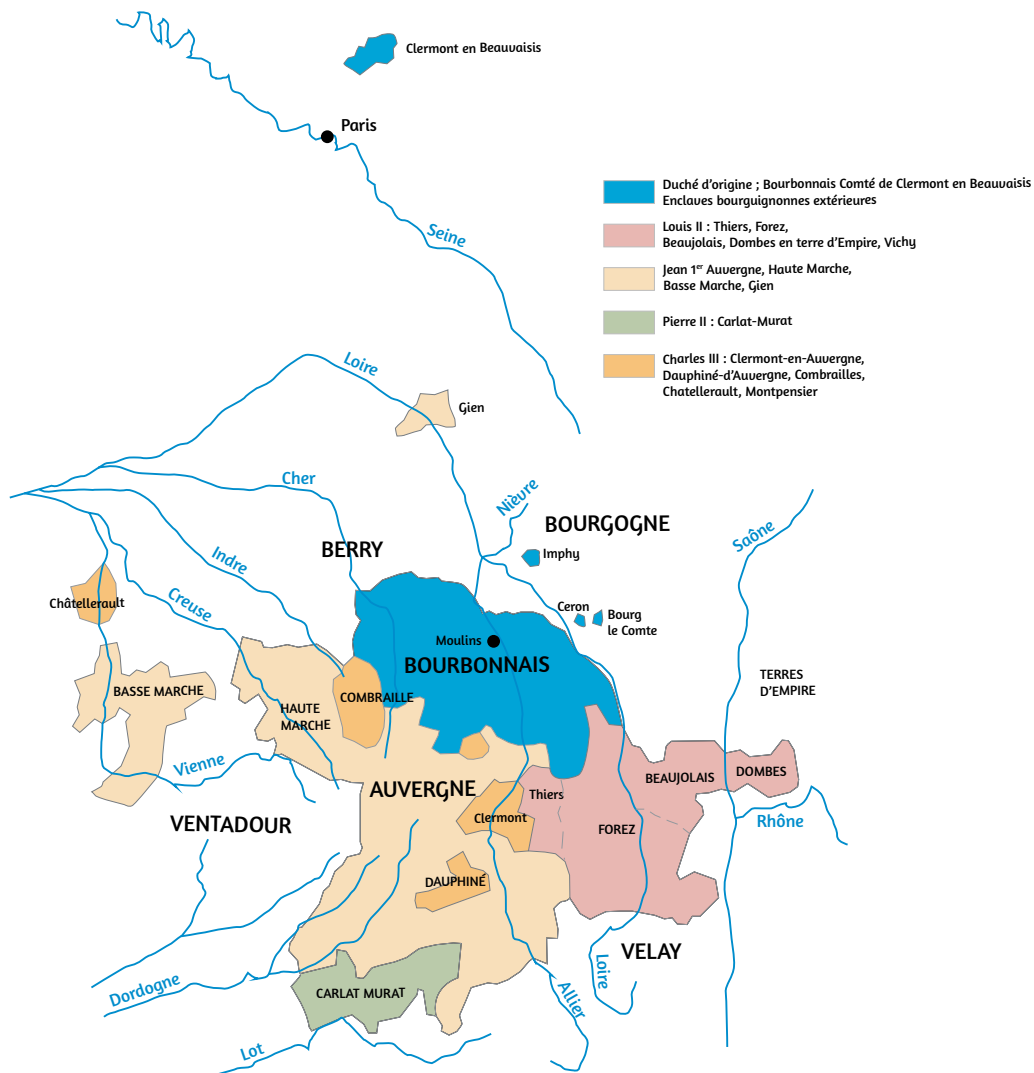 Clermont en Beauvaisis
Paris
Seine
Duché d'origine ; Bourbonnais Comté de Clermont en Beauvaisis
Enclaves bourguignonnes extérieures
Louis II : Thiers, Forez,
Beaujolais, Dombes en terre d'Empire, Vichy
Jean 1er Auvergne, Haute Marche,
Basse Marche, Gien
Pierre II : Carlat-Murat
Charles III : Clermont-en-Auvergne,
Dauphiné-d'Auvergne, Combrailles,
Chatellerault, Montpensier
Loire
Gien
Cher
Nièvre
BOURGOGNE
Saône
BERRY
Imphy
Indre
Châtellerault
Creuse
Ceron
Bourg
le Comte
Moulins
BOURBONNAIS
TERRES
D'EMPIRE
BASSE MARCHE
COMBRAILLE
HAUTE
MARCHE
Vienne
AUVERGNE
Thiers
BEAUJOLAIS
DOMBES
VENTADOUR
Clermont
FOREZ
Rhône
DAUPHINÉ
VELAY
Loire
Dordogne
CARLAT MURAT
Allier
Lot